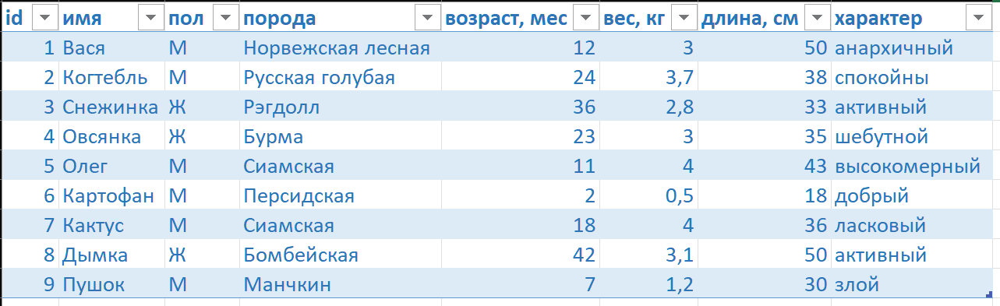 id имя пол порода возраст, мес вес, кг длина, см характер
1 Вася М Норвежская лесная 12 3 50 анархичный
2 Когтебль М Русская голубая 24 3,7 38 спокойны
3 Снежинка Ж Рэгдолл 36 2,8 33 активный
4 Овсянка Ж Бурма 23 3 35 шебутной
5 Олег М Сиамская 11 4 43 высокомерный
6 Картофан М Персидская 2 0,5 18 добрый
7 Кактус М Сиамская 18 4 36 ласковый
8 Дымка Ж Бомбейская 42 3,1 50 активный
9 Пушок М Манчкин 7 1,2 30 злой